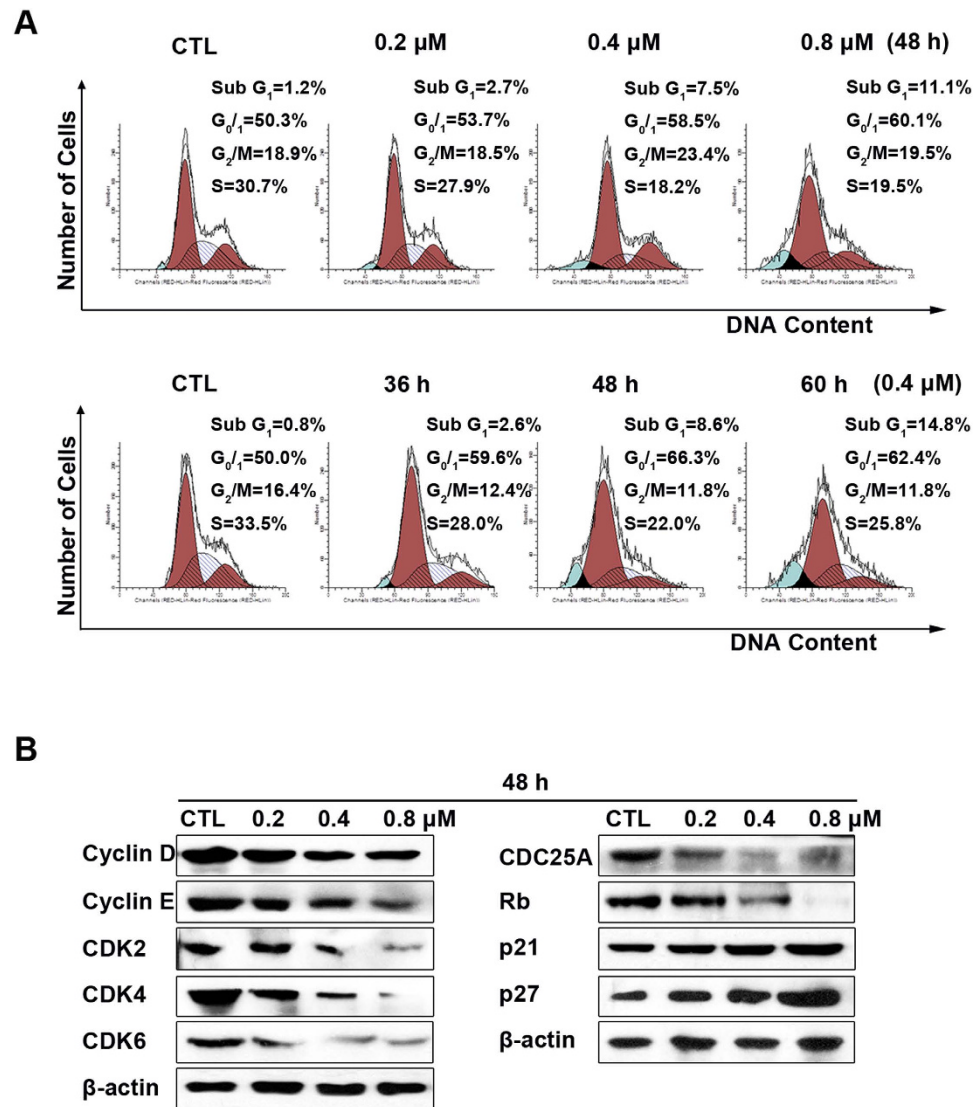 A
CTL 0.2 µM 0.4 µM 0.8 µM (48 h)
Sub G₁=1.2% Sub G₁=2.7% Sub G₁=7.5% Sub G₁=11.1%
G₀/₁=50.3% G₀/₁=53.7% G₀/₁=58.5% G₀/₁=60.1%
G₂/M=18.9% G₂/M=18.5% G₂/M=23.4% G₂/M=19.5%
S=30.7% S=27.9% S=18.2% S=19.5%
Number of Cells
DNA Content
CTL 36 h 48 h 60 h (0.4 µM)
Sub G₁=0.8% Sub G₁=2.6% Sub G₁=8.6% Sub G₁=14.8%
G₀/₁=50.0% G₀/₁=59.6% G₀/₁=66.3% G₀/₁=62.4%
G₂/M=16.4% G₂/M=12.4% G₂/M=11.8% G₂/M=11.8%
S=33.5% S=28.0% S=22.0% S=25.8%
Number of Cells
DNA Content
B
48 h
CTL 0.2 0.4 0.8 µM
Cyclin D
Cyclin E
CDK2
CDK4
CDK6
β-actin
CTL 0.2 0.4 0.8 µM
CDC25A
Rb
p21
p27
β-actin